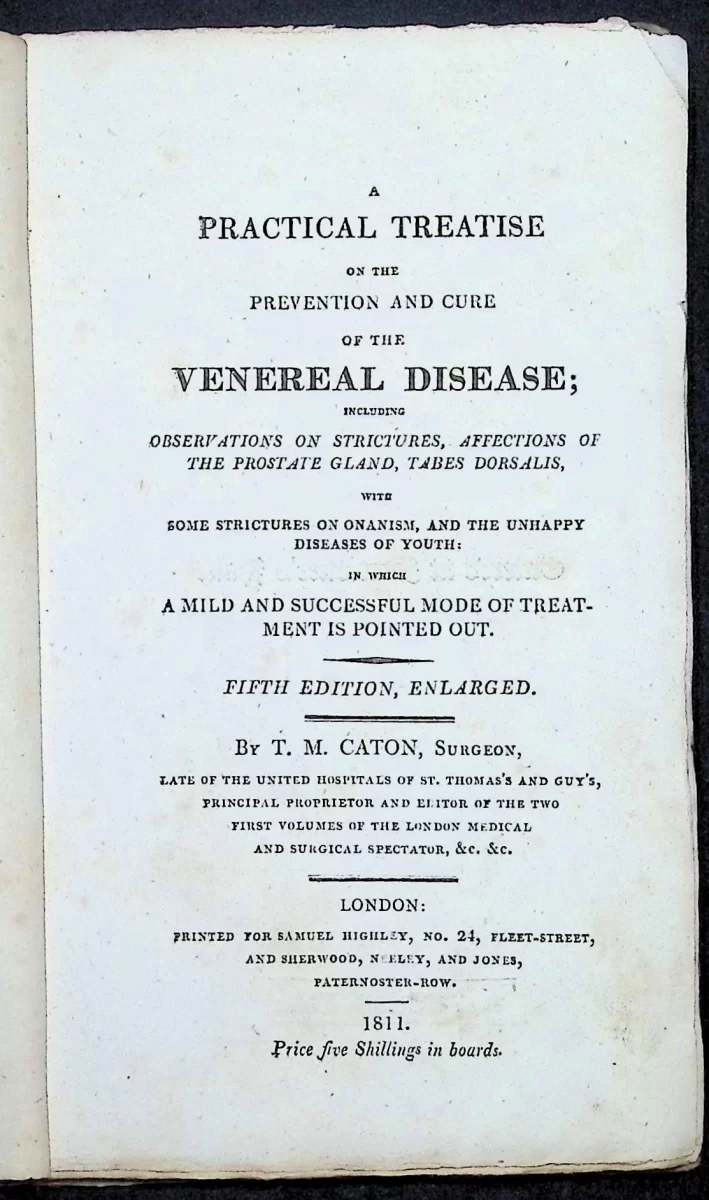 A
PRACTICAL TREATISE
ON THE
PREVENTION AND CURE
OF THE
VENEREAL DISEASE;
INCLUDING
OBSERVATIONS ON STRICTURES, AFFECTIONS OF
THE PROSTATE GLAND, TABES DORSALIS,
WITH
SOME STRICTURES ON ONANISM, AND THE UNHAPPY
DISEASES OF YOUTH:
IN WHICH
A MILD AND SUCCESSFUL MODE OF TREAT-
MENT IS POINTED OUT.
FIFTH EDITION, ENLARGED.
BY T. M. CATON, SURGEON,
LATE OF THE UNITED HOSPITALS OF ST. THOMAS'S AND GUY'S,
PRINCIPAL PROPRIETOR AND EDITOR OF THE TWO
FIRST VOLUMES OF THE LONDON MEDICAL
AND SURGICAL SPECTATOR, &c. &c.
LONDON:
PRINTED FOR SAMUEL HIGHLEY, NO. 24, FLEET-STREET,
AND SHERWOOD, NEELEY, AND JONES,
PATERNOSTER-ROW.
1811.
Price five Shillings in boards.